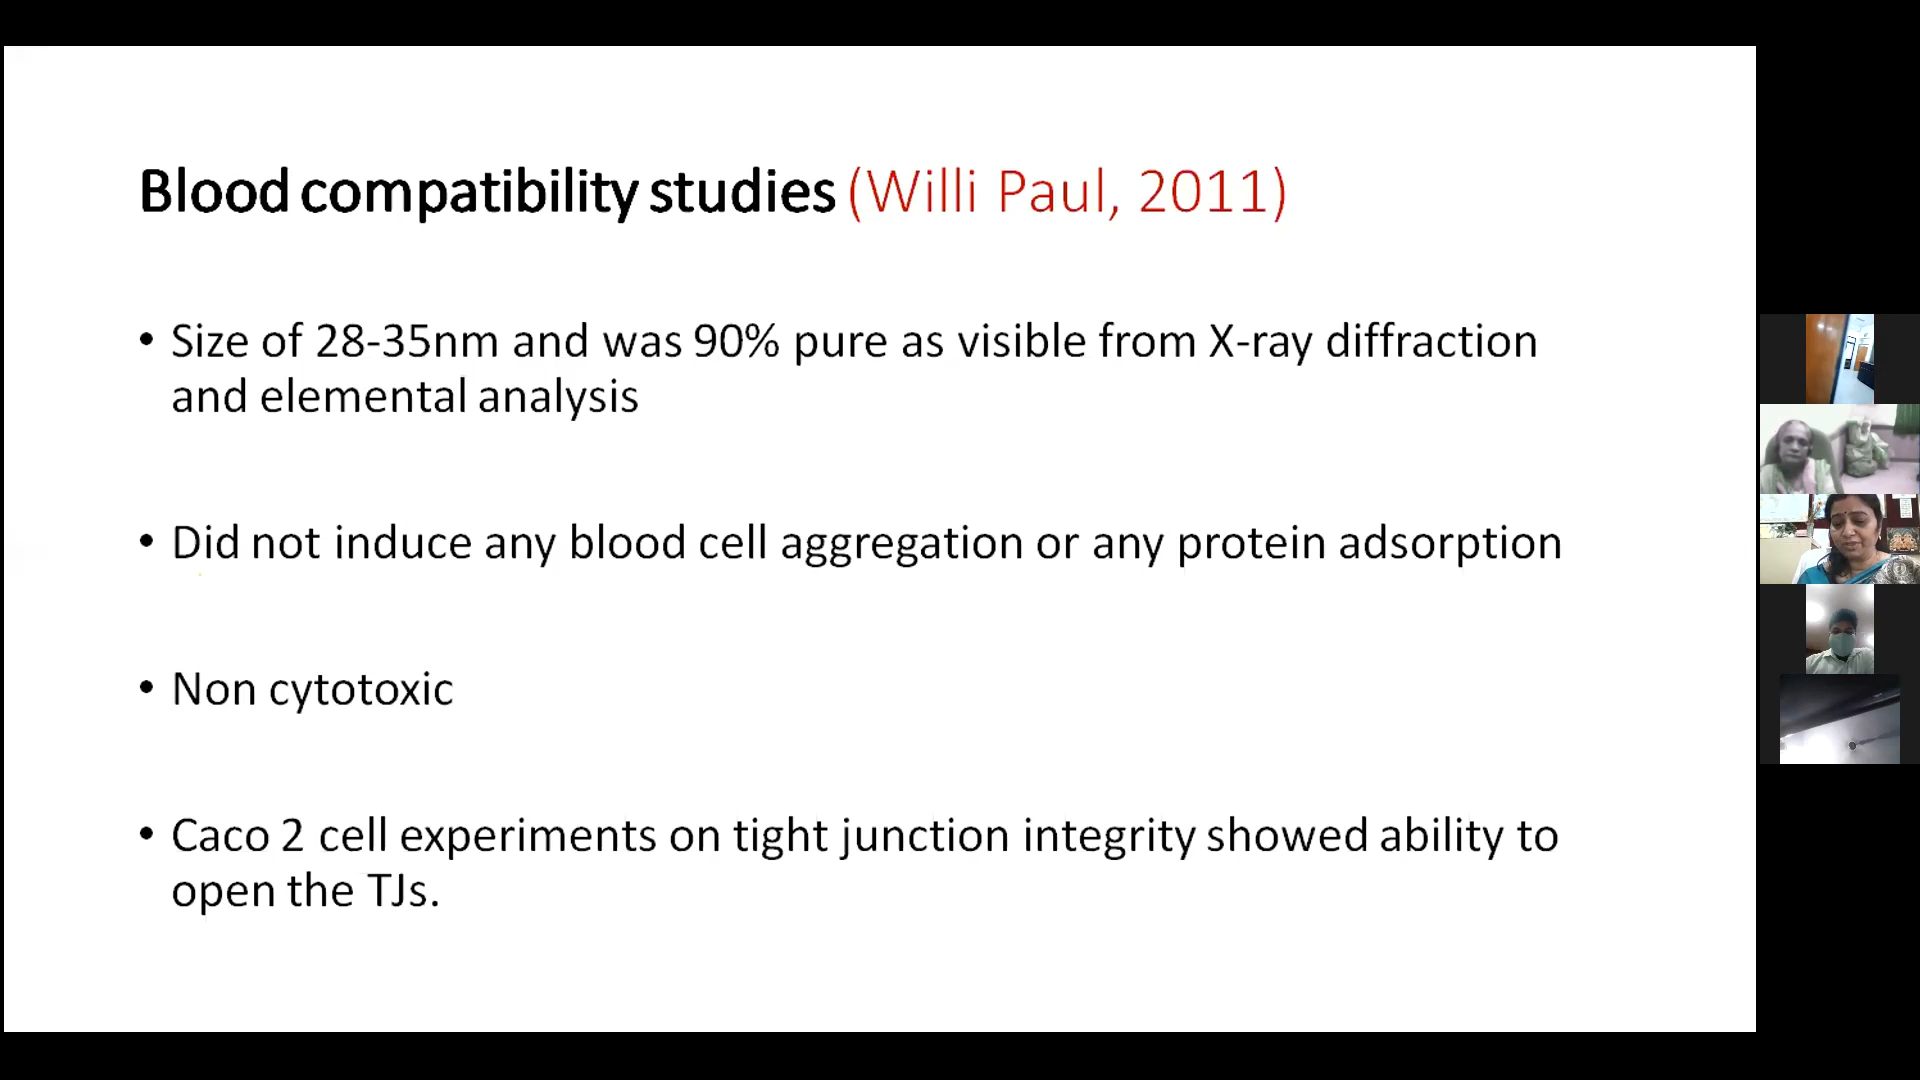 Blood compatibility studies (Willi Paul, 2011)
• Size of 28-35nm and was 90% pure as visible from X-ray diffraction
and elemental analysis
• Did not induce any blood cell aggregation or any protein adsorption
• Non cytotoxic
• Caco 2 cell experiments on tight junction integrity showed ability to
open the TJs.